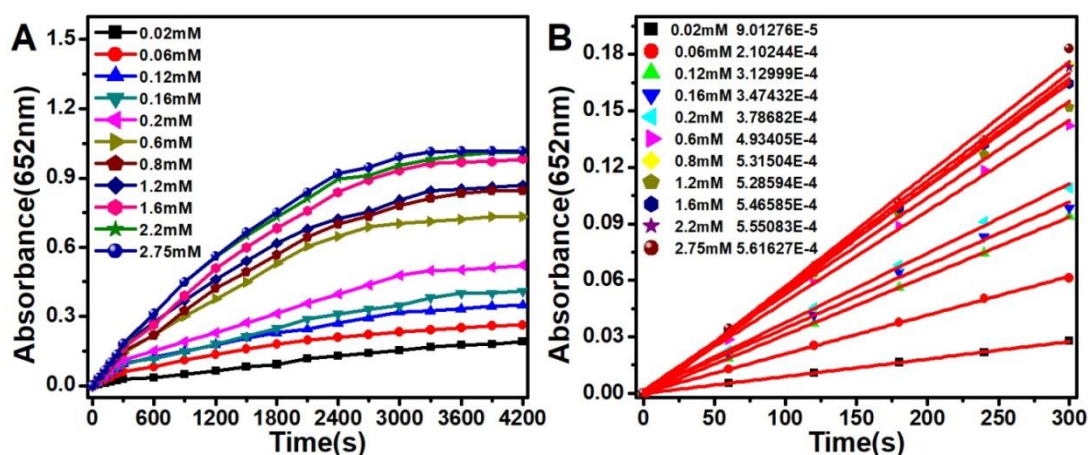 A
Absorbance(652nm)
1.5
1.2
0.9
0.6
0.3
0.0
0.02mM
0.06mM
0.12mM
0.16mM
0.2mM
0.6mM
0.8mM
1.2mM
1.6mM
2.2mM
2.75mM
0 600 1200 1800 2400 3000 3600 4200
Time(s)
B
Absorbance(652nm)
0.18
0.15
0.12
0.09
0.06
0.03
0.00
0.02mM 9.01276E-5
0.06mM 2.10244E-4
0.12mM 3.12999E-4
0.16mM 3.47432E-4
0.2mM 3.78682E-4
0.6mM 4.93405E-4
0.8mM 5.31504E-4
1.2mM 5.28594E-4
1.6mM 5.46585E-4
2.2mM 5.55083E-4
2.75mM 5.61627E-4
0 50 100 150 200 250 300
Time(s)